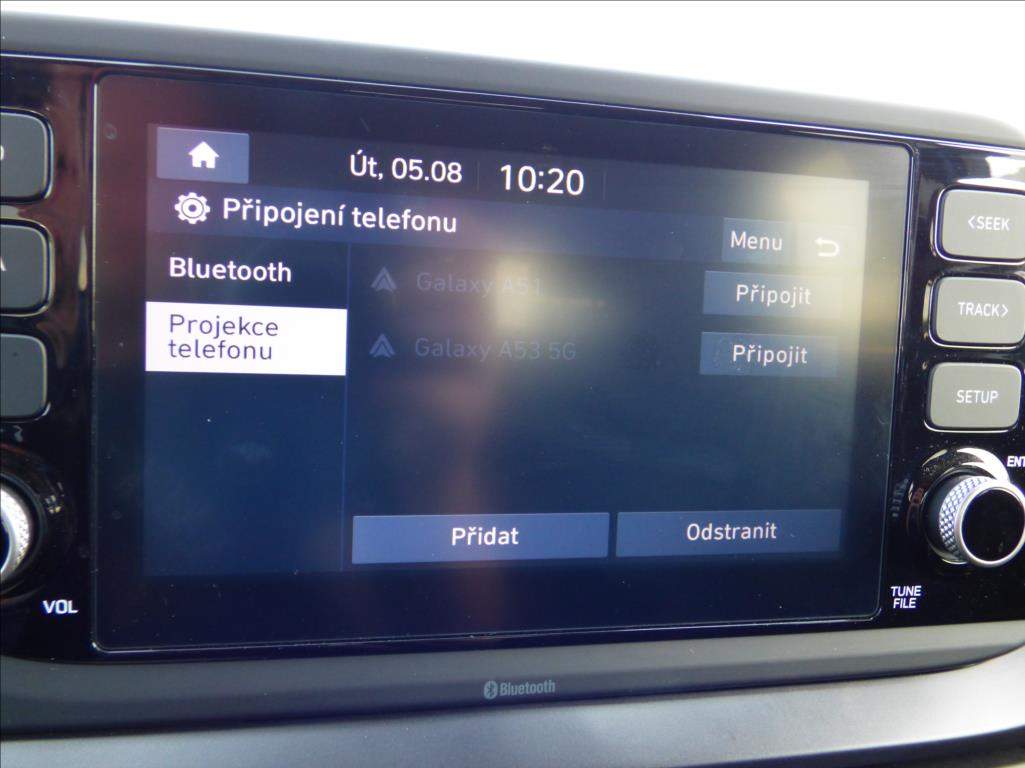 Út, 05.08
10:20
Připojení telefonu
Menu
Bluetooth
Projekce
telefonu
Galaxy A51
Připojit
Galaxy A53 5G
Připojit
Přidat
Odstranit
<SEEK
TRACK>
SETUP
ENT
TUNE
FILE
VOL
Bluetooth